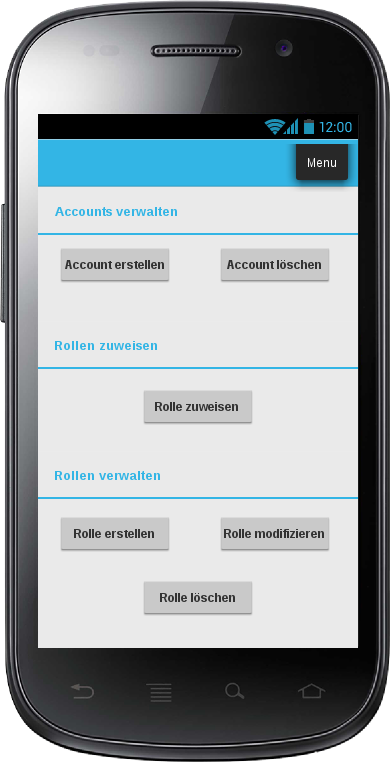 12:00
Menu
Accounts verwalten
Account erstellen
Account löschen
Rollen zuweisen
Rolle zuweisen
Rollen verwalten
Rolle erstellen
Rolle modifizieren
Rolle löschen